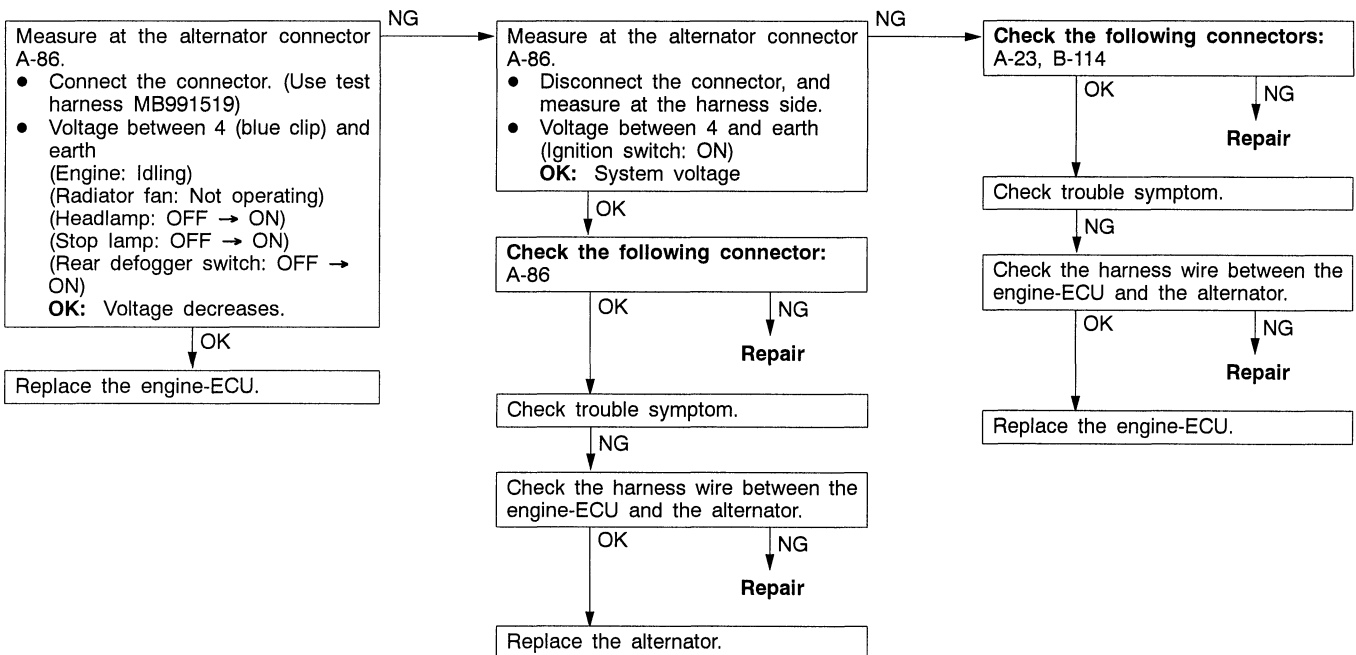 Measure at the alternator connector
A-86.
● Connect the connector. (Use test
harness MB991519)
● Voltage between 4 (blue clip) and
earth
(Engine: Idling)
(Radiator fan: Not operating)
(Headlamp: OFF → ON)
(Stop lamp: OFF → ON)
(Rear defogger switch: OFF →
ON)
OK: Voltage decreases.
NG
OK
Replace the engine-ECU.
Measure at the alternator connector
A-86.
● Disconnect the connector, and
measure at the harness side.
● Voltage between 4 and earth
(Ignition switch: ON)
OK: System voltage
NG
OK
Check the following connector:
A-86
OK
NG
Repair
Check trouble symptom.
NG
Check the harness wire between the
engine-ECU and the alternator.
OK
NG
Repair
Replace the alternator.
Check the following connectors:
A-23, B-114
OK
NG
Repair
Check trouble symptom.
NG
Check the harness wire between the
engine-ECU and the alternator.
OK
NG
Repair
Replace the engine-ECU.